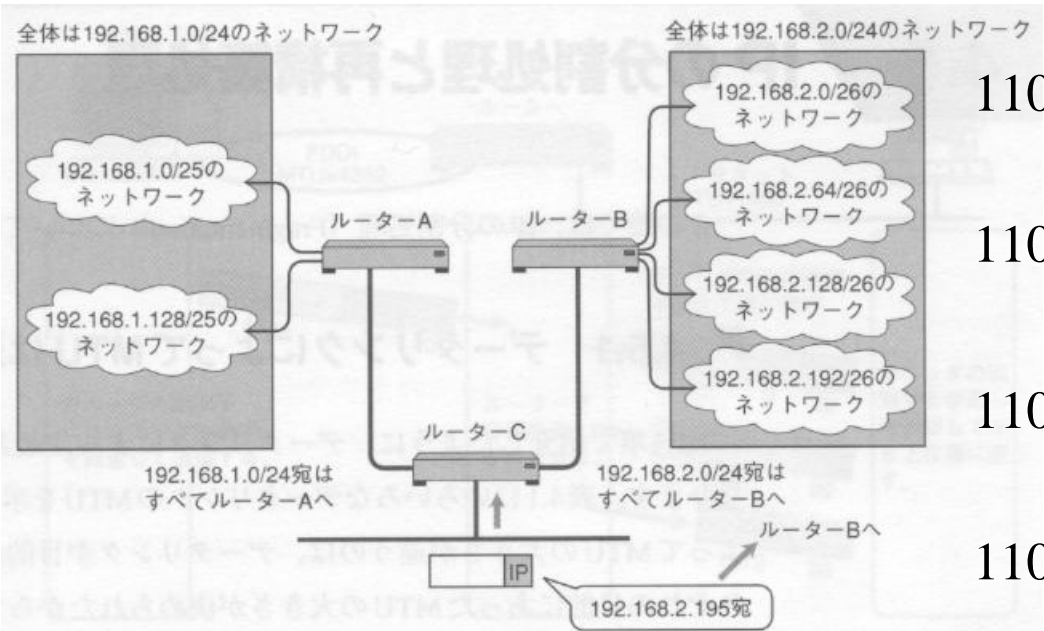 全体は192.168.1.0/24のネットワーク
全体は192.168.2.0/24のネットワーク
192.168.1.0/25の
ネットワーク
192.168.1.128/25の
ネットワーク
ルーターA
ルーターB
192.168.2.0/26の
ネットワーク
192.168.2.64/26の
ネットワーク
192.168.2.128/26の
ネットワーク
192.168.2.192/26の
ネットワーク
110
110
110
110
ルーターC
192.168.1.0/24宛は
すべてルーターAへ
192.168.2.0/24宛は
すべてルーターBへ
ルーターBへ
IP
192.168.2.195宛